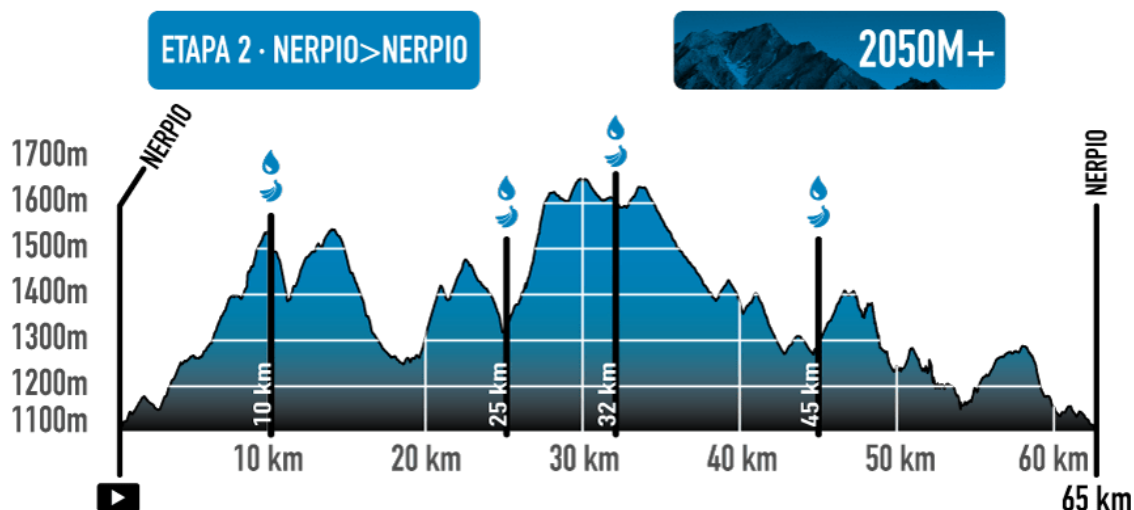 ETAPA 2 · NERPIO>NERPIO
2050M+
NERPIO
NERPIO
1700m
1600m
1500m
1400m
1300m
1200m
1100m
10 km
25 km
32 km
45 km
10 km
20 km
30 km
40 km
50 km
60 km
65 km